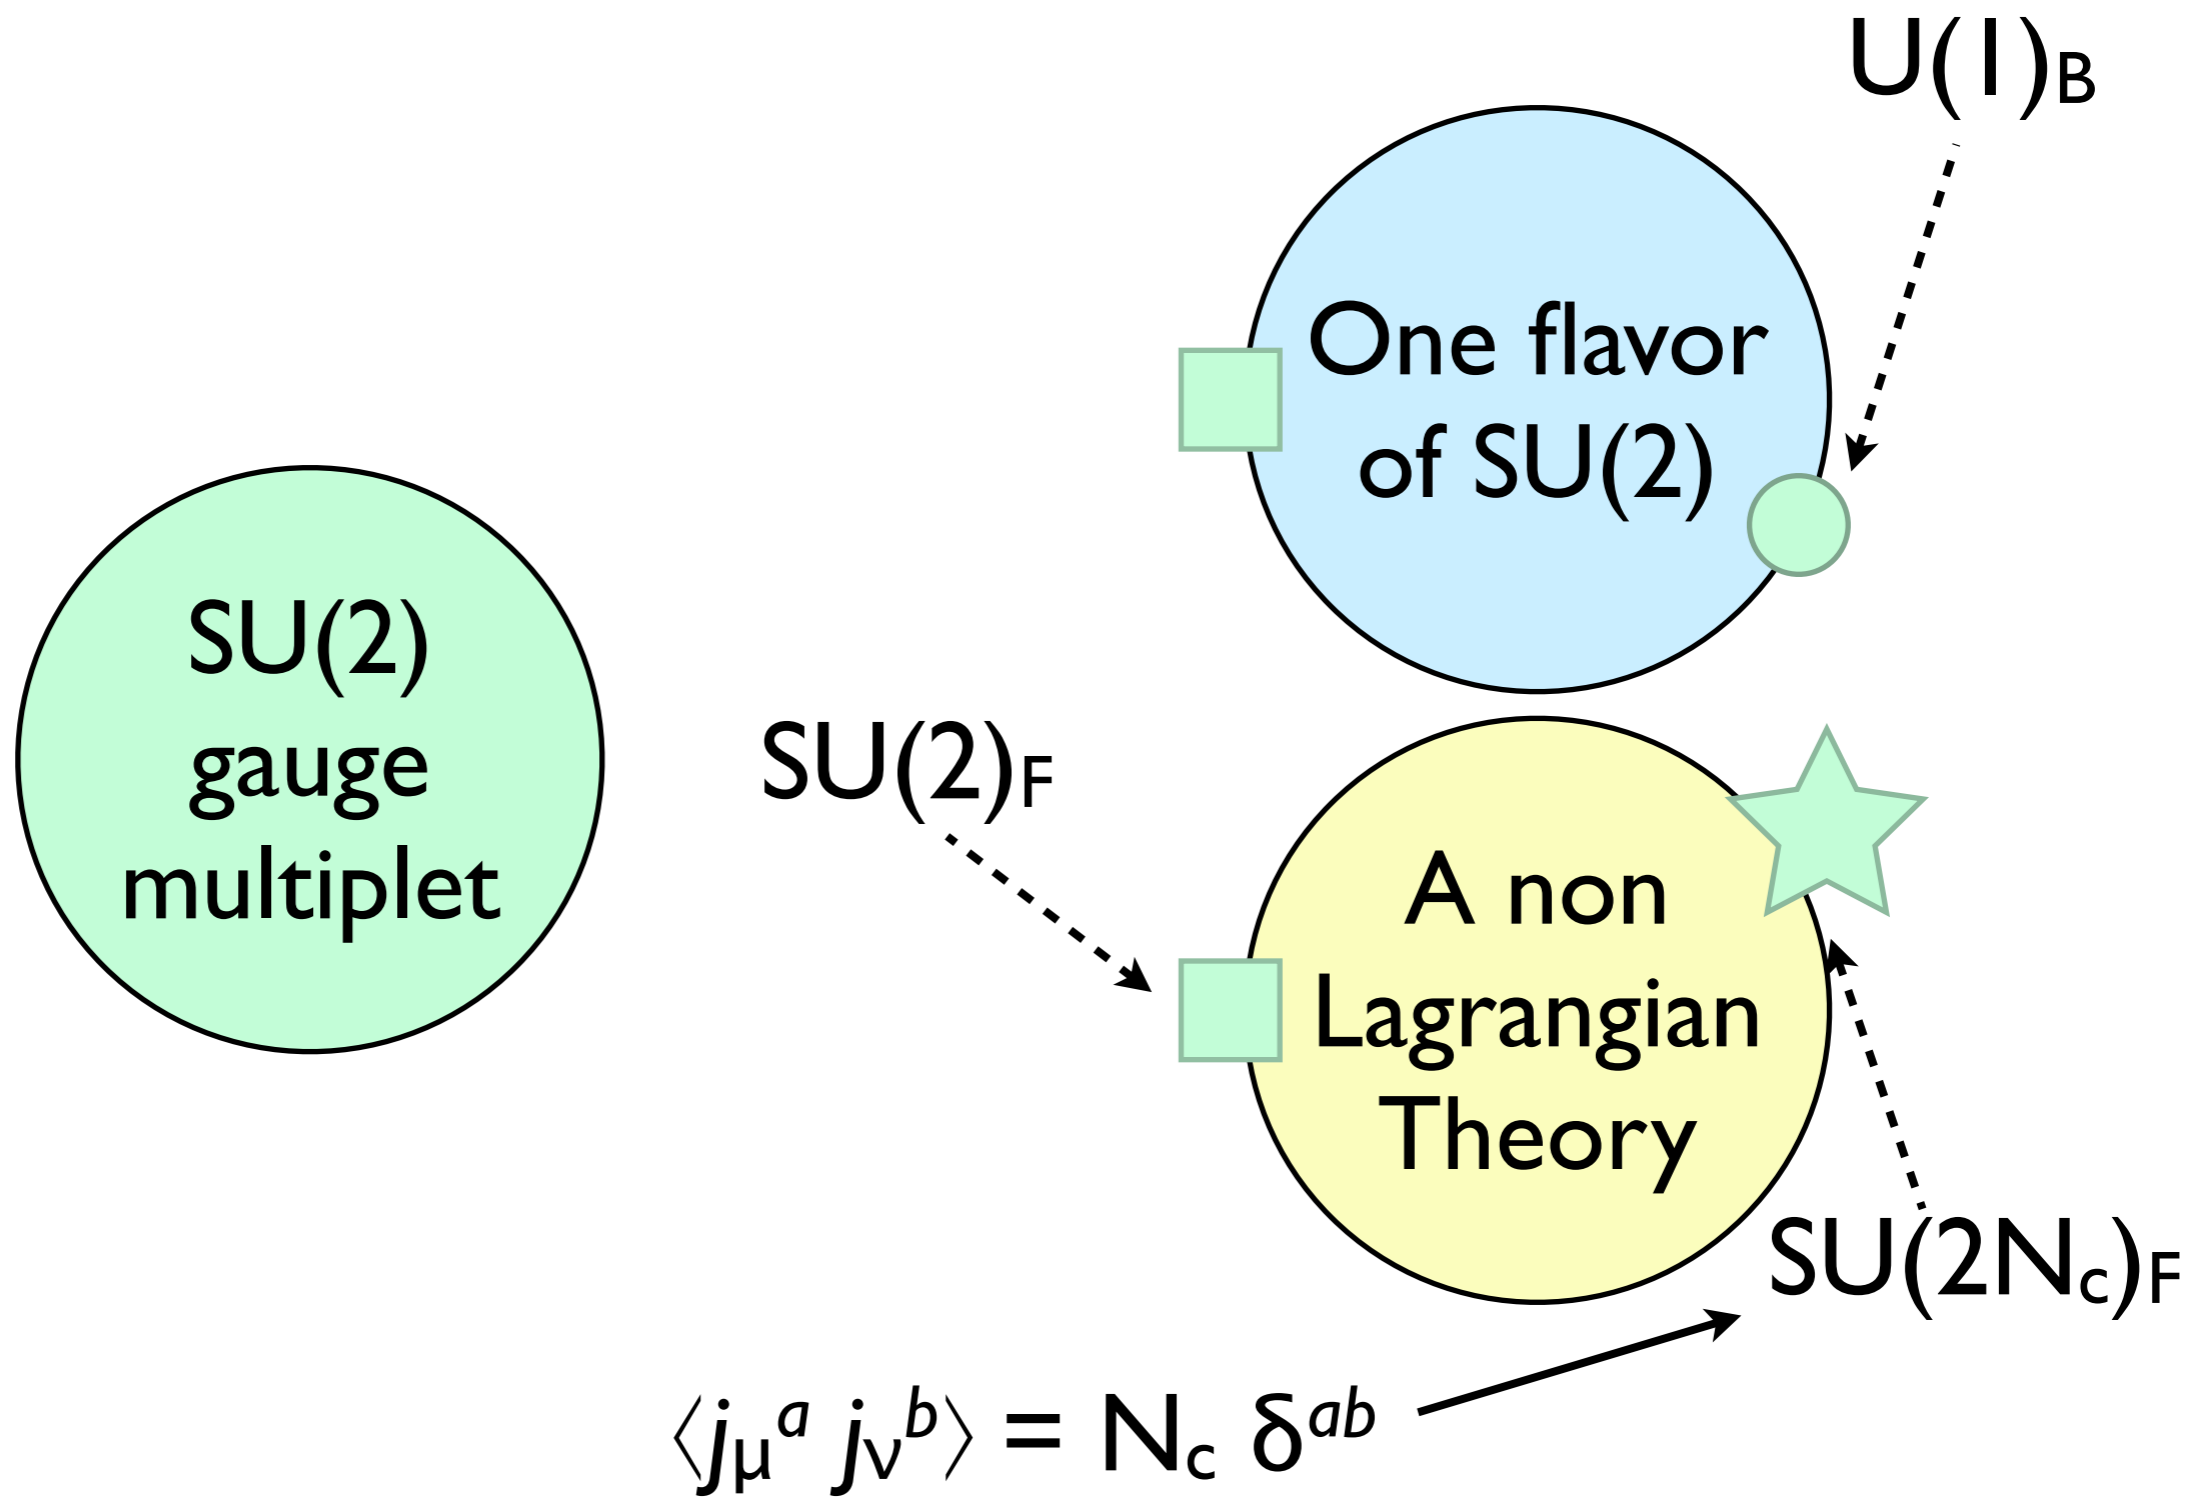 U(1)B
One flavor
of SU(2)
SU(2)
gauge
multiplet
SU(2)F
A non
Lagrangian
Theory
SU(2Nc)F
⟨jμᵃ jνᵇ⟩ = Nc δᵃᵇ